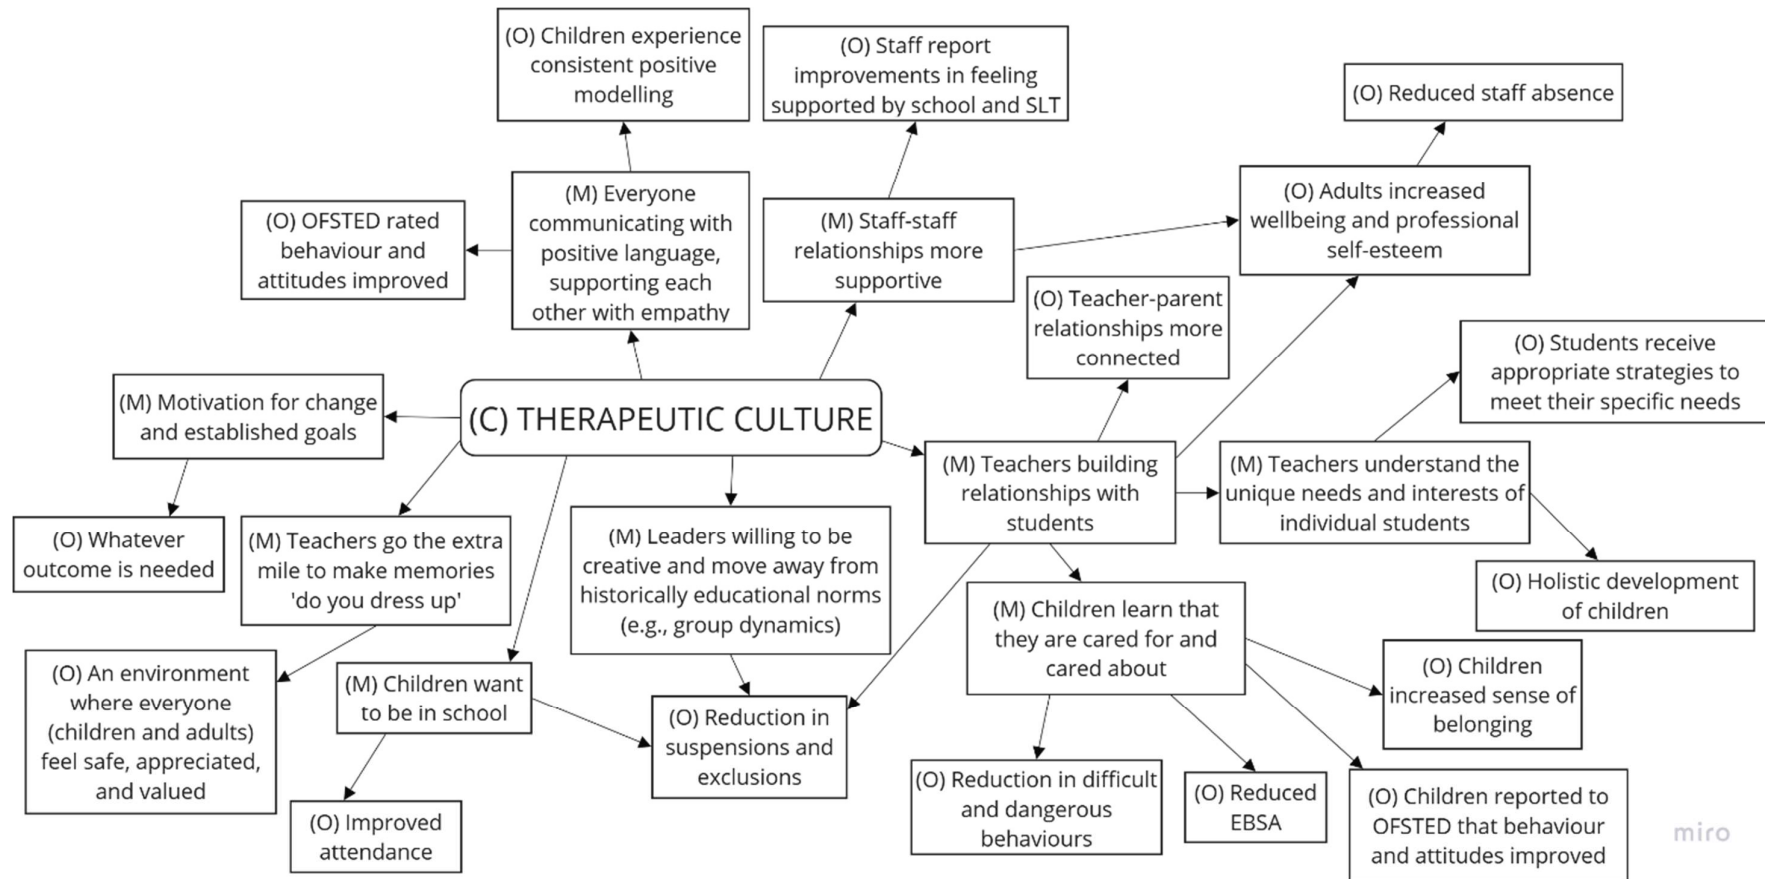 (O) Children experience
consistent positive
modelling
(O) Staff report
improvements in feeling
supported by school and SLT
(O) Reduced staff absence
(O) OFSTED rated
behaviour and
attitudes improved
(M) Everyone
communicating with
positive language,
supporting each
other with empathy
(M) Staff-staff
relationships more
supportive
(O) Adults increased
wellbeing and professional
self-esteem
(O) Teacher-parent
relationships more
connected
(O) Students receive
appropriate strategies to
meet their specific needs
(M) Motivation for change
and established goals
(C) THERAPEUTIC CULTURE
(M) Teachers building
relationships with
students
(M) Teachers understand the
unique needs and interests of
individual students
(O) Whatever
outcome is needed
(M) Teachers go the extra
mile to make memories
'do you dress up'
(M) Leaders willing to be
creative and move away from
historically educational norms
(e.g., group dynamics)
(O) Holistic development
of children
(M) Children learn that
they are cared for and
cared about
(O) An environment
where everyone
(children and adults)
feel safe, appreciated,
and valued
(M) Children want
to be in school
(O) Reduction in
suspensions and
exclusions
(O) Children
increased sense of
belonging
(O) Improved
attendance
(O) Reduction in difficult
and dangerous
behaviours
(O) Reduced
EBSA
(O) Children reported to
OFSTED that behaviour
and attitudes improved
miro